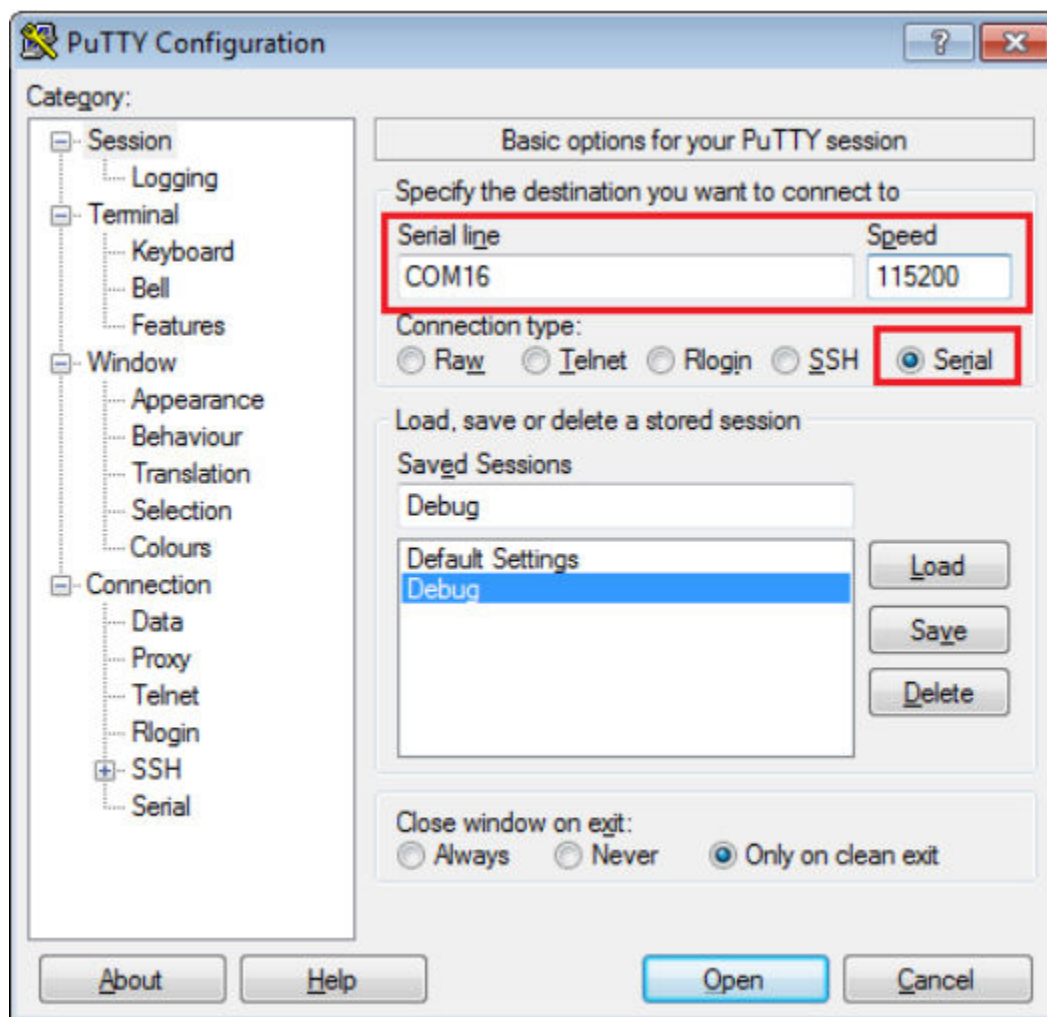 PuTTY Configuration
Category:
Session
Logging
Terminal
Keyboard
Bell
Features
Window
Appearance
Behaviour
Translation
Selection
Colours
Connection
Data
Proxy
Telnet
Rlogin
SSH
Serial
Basic options for your PuTTY session
Specify the destination you want to connect to
Serial line Speed
COM16 115200
Connection type:
Raw Telnet Rlogin SSH Serial
Load, save or delete a stored session
Saved Sessions
Debug
Default Settings
Debug
Load
Save
Delete
Close window on exit:
Always Never Only on clean exit
About Help Open Cancel